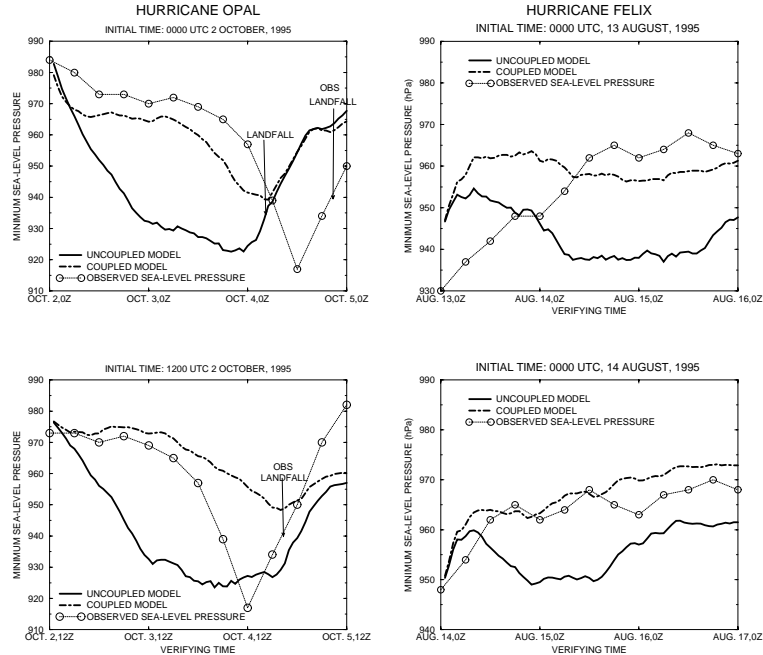 HURRICANE OPAL
INITIAL TIME: 0000 UTC 2 OCTOBER, 1995
MINIMUM SEA-LEVEL PRESSURE
990
980
970
960
950
940
930
920
910
OBS
LANDFALL
LANDFALL
UNCOUPLED MODEL
COUPLED MODEL
OBSERVED SEA-LEVEL PRESSURE
OCT. 2,0Z
OCT. 3,0Z
OCT. 4,0Z
OCT. 5,0Z
HURRICANE FELIX
INITIAL TIME: 0000 UTC, 13 AUGUST, 1995
MINIMUM SEA-LEVEL PRESSURE (hPa)
990
980
970
960
950
940
930
UNCOUPLED MODEL
COUPLED MODEL
OBSERVED SEA-LEVEL PRESSURE
AUG. 13,0Z
AUG. 14,0Z
AUG. 15,0Z
AUG. 16,0Z
VERIFYING TIME
INITIAL TIME: 1200 UTC 2 OCTOBER, 1995
MINIMUM SEA-LEVEL PRESSURE
990
980
970
960
950
940
930
920
910
OBS
LANDFALL
UNCOUPLED MODEL
COUPLED MODEL
OBSERVED SEA-LEVEL PRESSURE
OCT. 2,12Z
OCT. 3,12Z
OCT. 4,12Z
OCT. 5,12Z
VERIFYING TIME
INITIAL TIME: 0000 UTC, 14 AUGUST, 1995
MINIMUM SEA-LEVEL PRESSURE (hPa)
990
980
970
960
950
940
UNCOUPLED MODEL
COUPLED MODEL
OBSERVED SEA-LEVEL PRESSURE
AUG. 14,0Z
AUG. 15,0Z
AUG. 16,0Z
AUG. 17,0Z
VERIFYING TIME